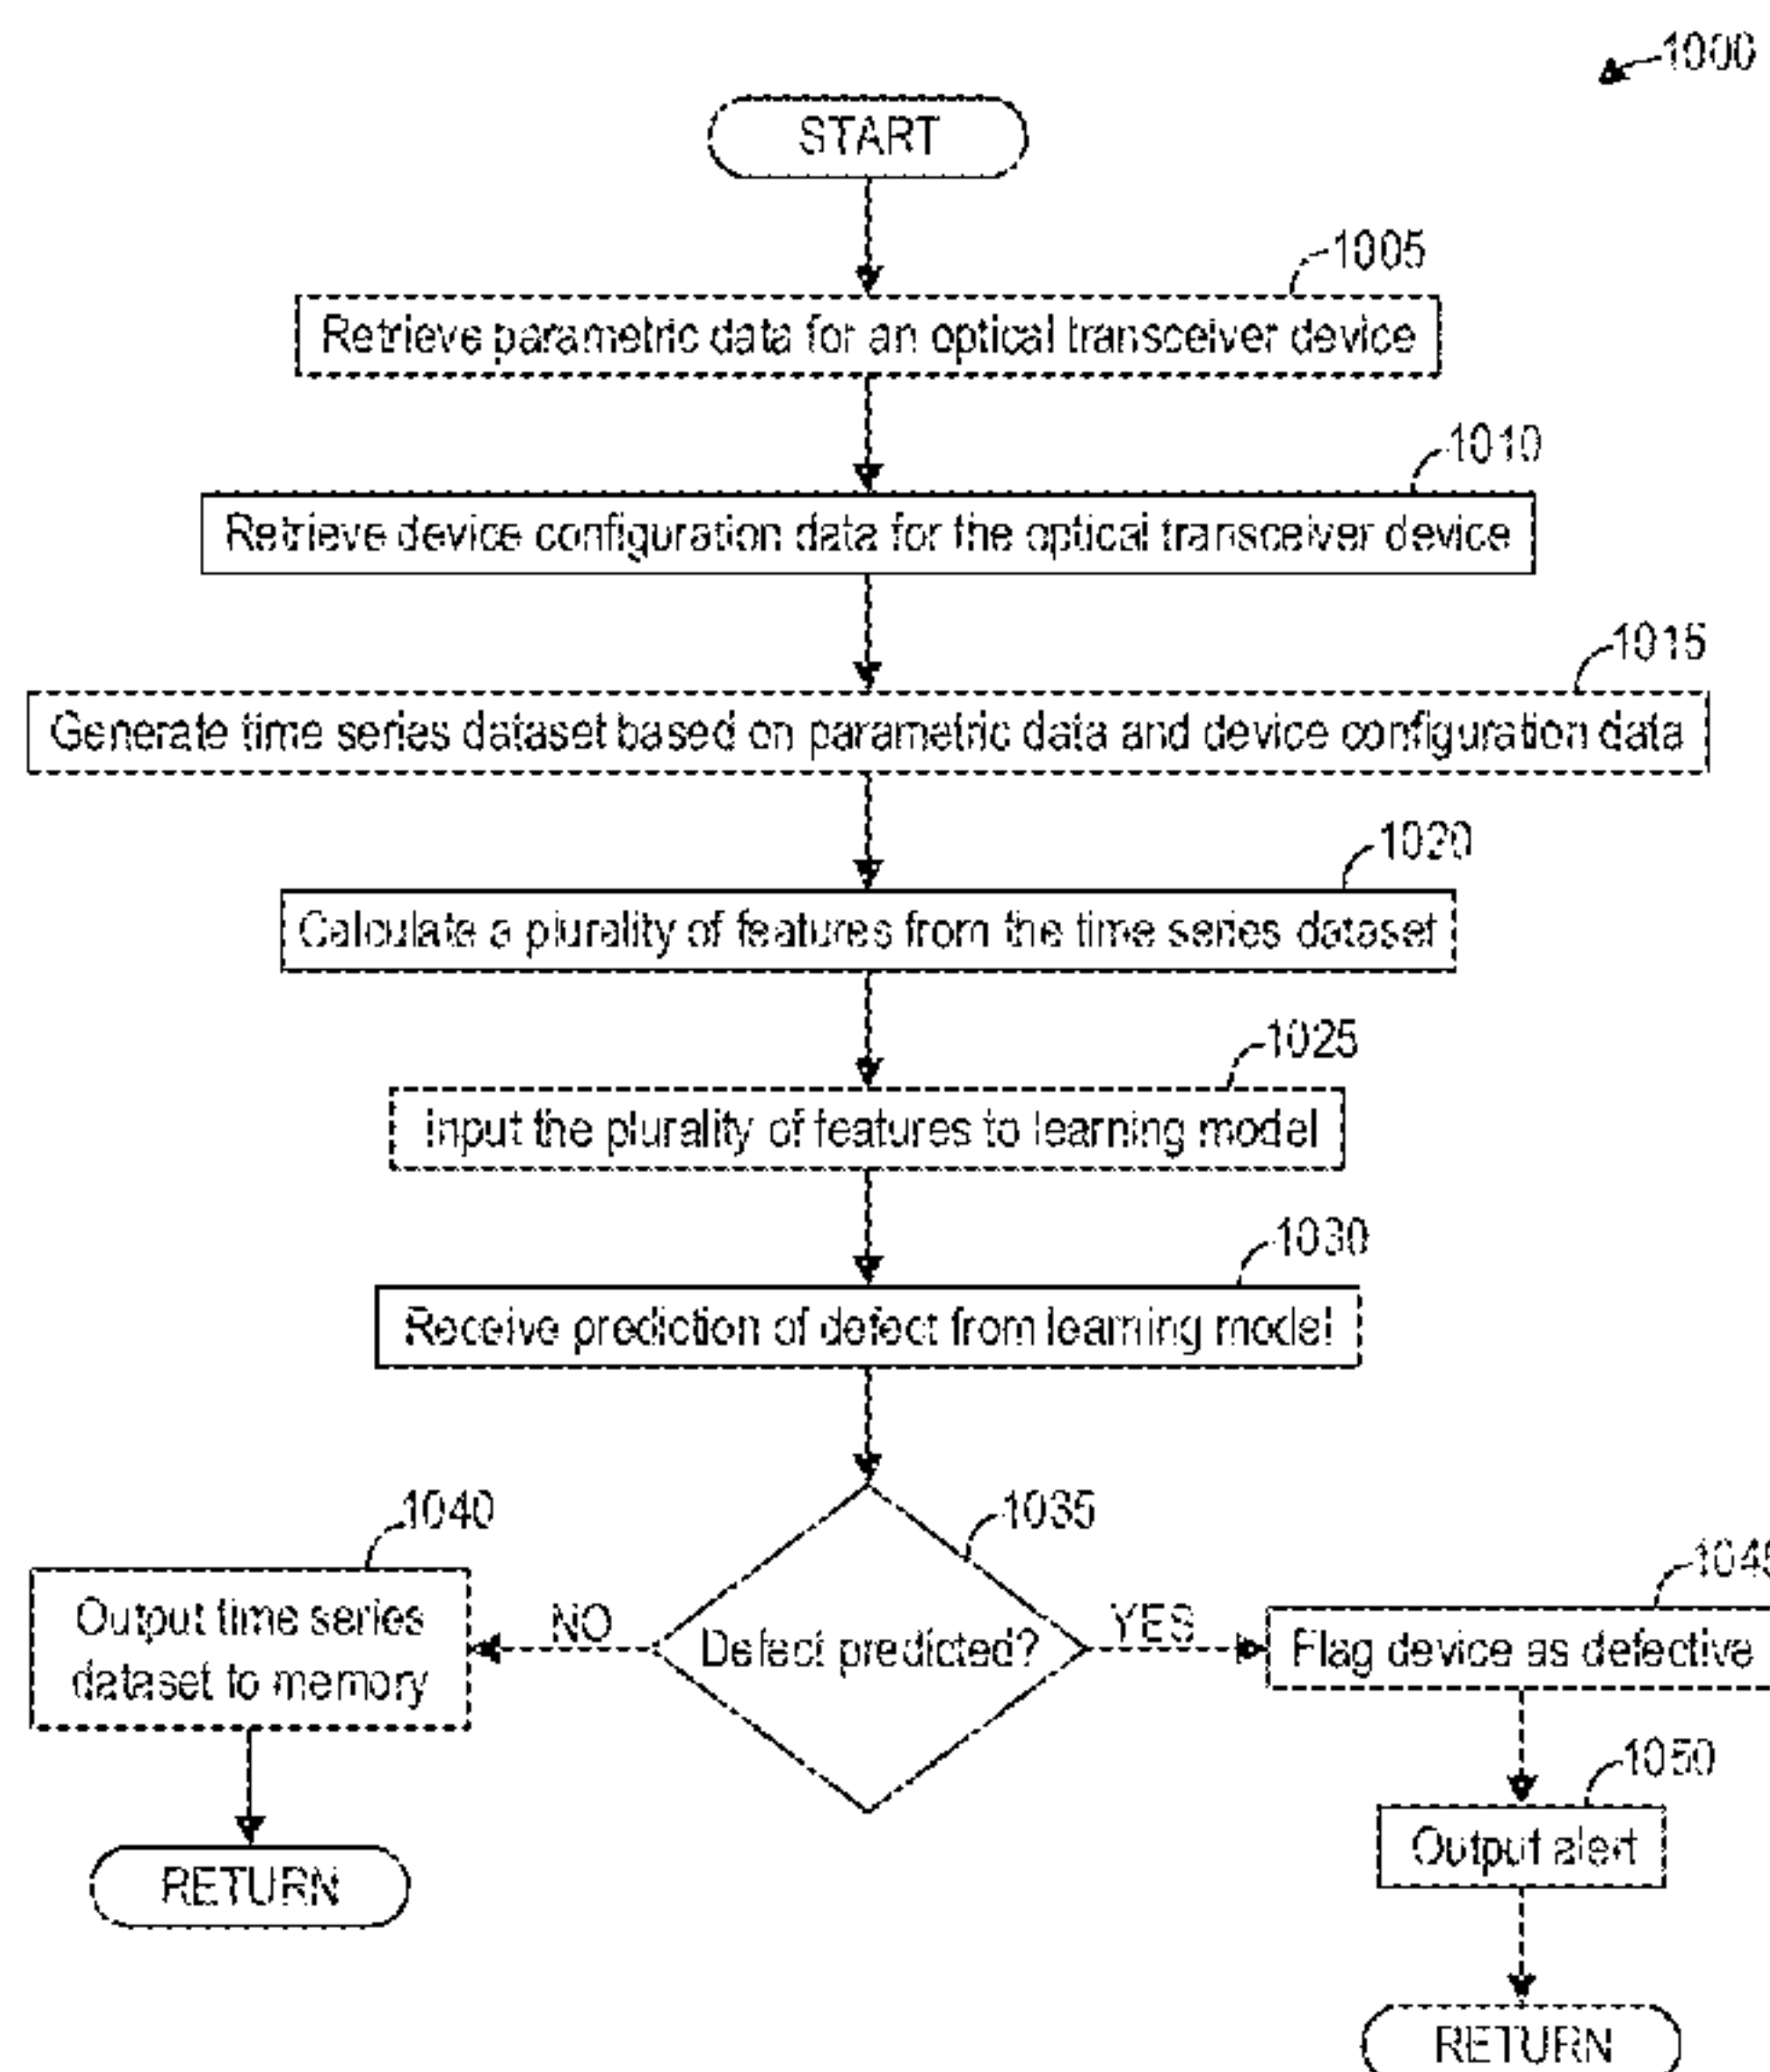 1000
START
1005
Retrieve parametric data for an optical transceiver device
1010
Retrieve device configuration data for the optical transceiver device
1015
Generate time series dataset based on parametric data and device configuration data
1020
Calculate a plurality of features from the time series dataset
1025
Input the plurality of features to learning model
1030
Receive prediction of defect from learning model
1035
Defect predicted?
NO
YES
1040
Output time series
dataset to memory
RETURN
1045
Flag device as defective
1050
Output alert
RETURN